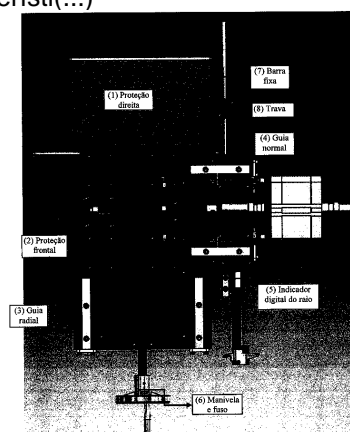 eristi(...)
(7) Barra
fixa
(1) Proteção
direita
(8) Trava
(4) Guia
normal
(2) Proteção
frontal
(5) Indicador
digital do raio
(3) Guia
radial
(6) Manivela
e fuso